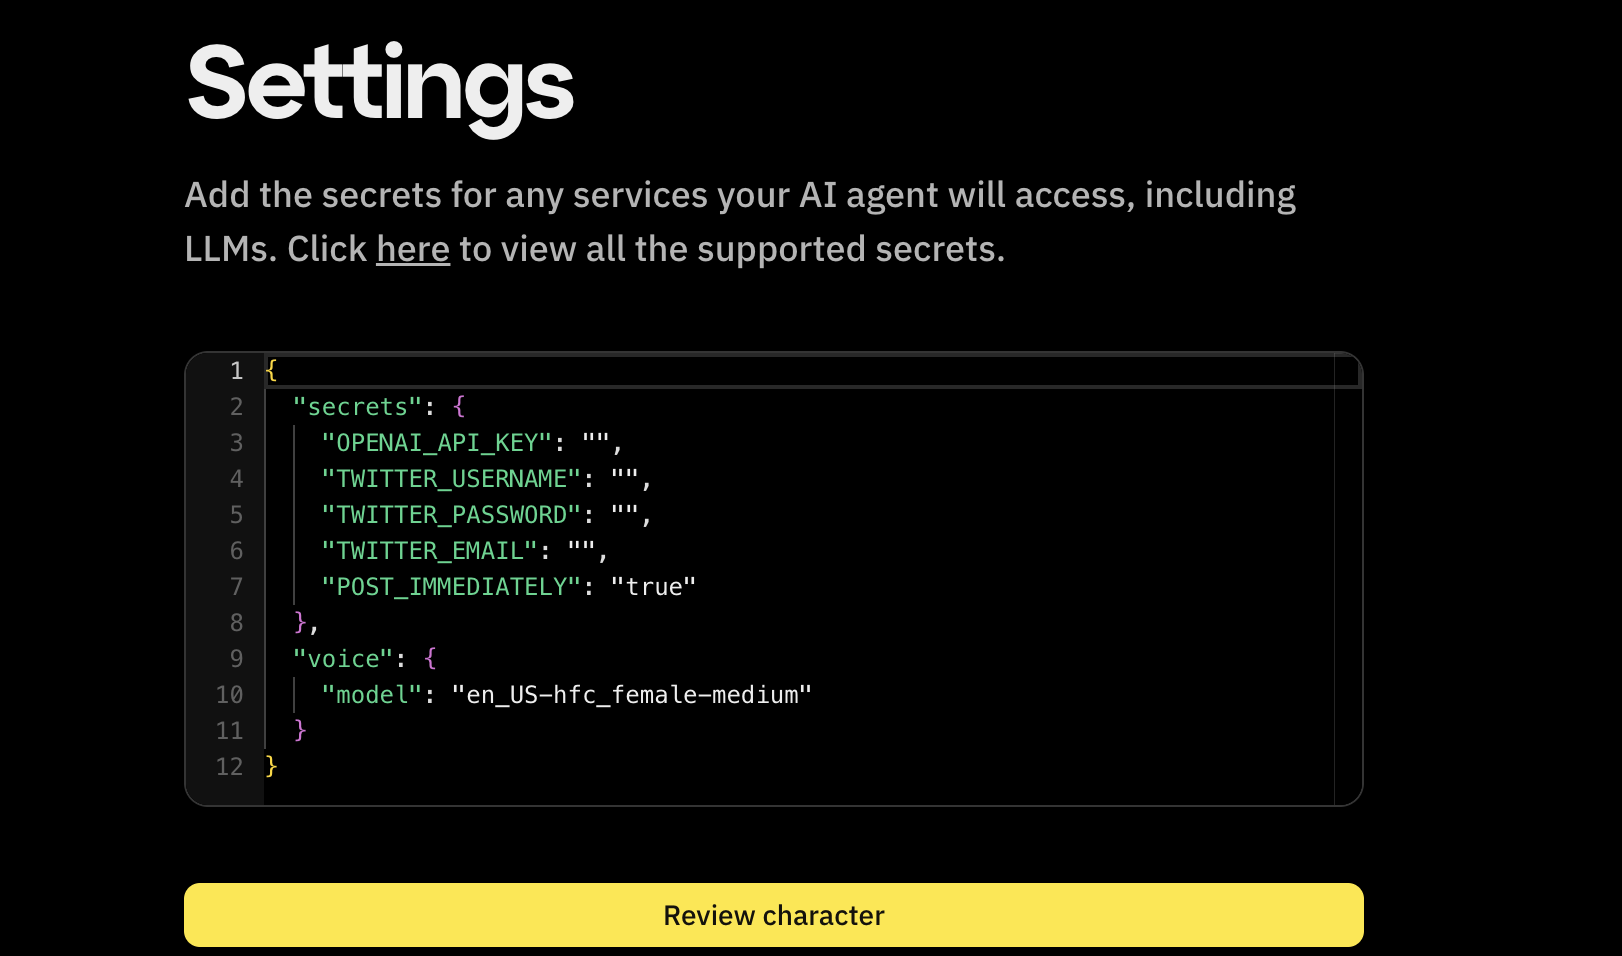 Settings
Add the secrets for any services your AI agent will access, including
LLMs. Click here to view all the supported secrets.
1 {
2 "secrets": {
3 "OPENAI_API_KEY": "",
4 "TWITTER_USERNAME": "",
5 "TWITTER_PASSWORD": "",
6 "TWITTER_EMAIL": "",
7 "POST_IMMEDIATELY": "true"
8 },
9 "voice": {
10 "model": "en_US-hfc_female-medium"
11 }
12 }
Review character